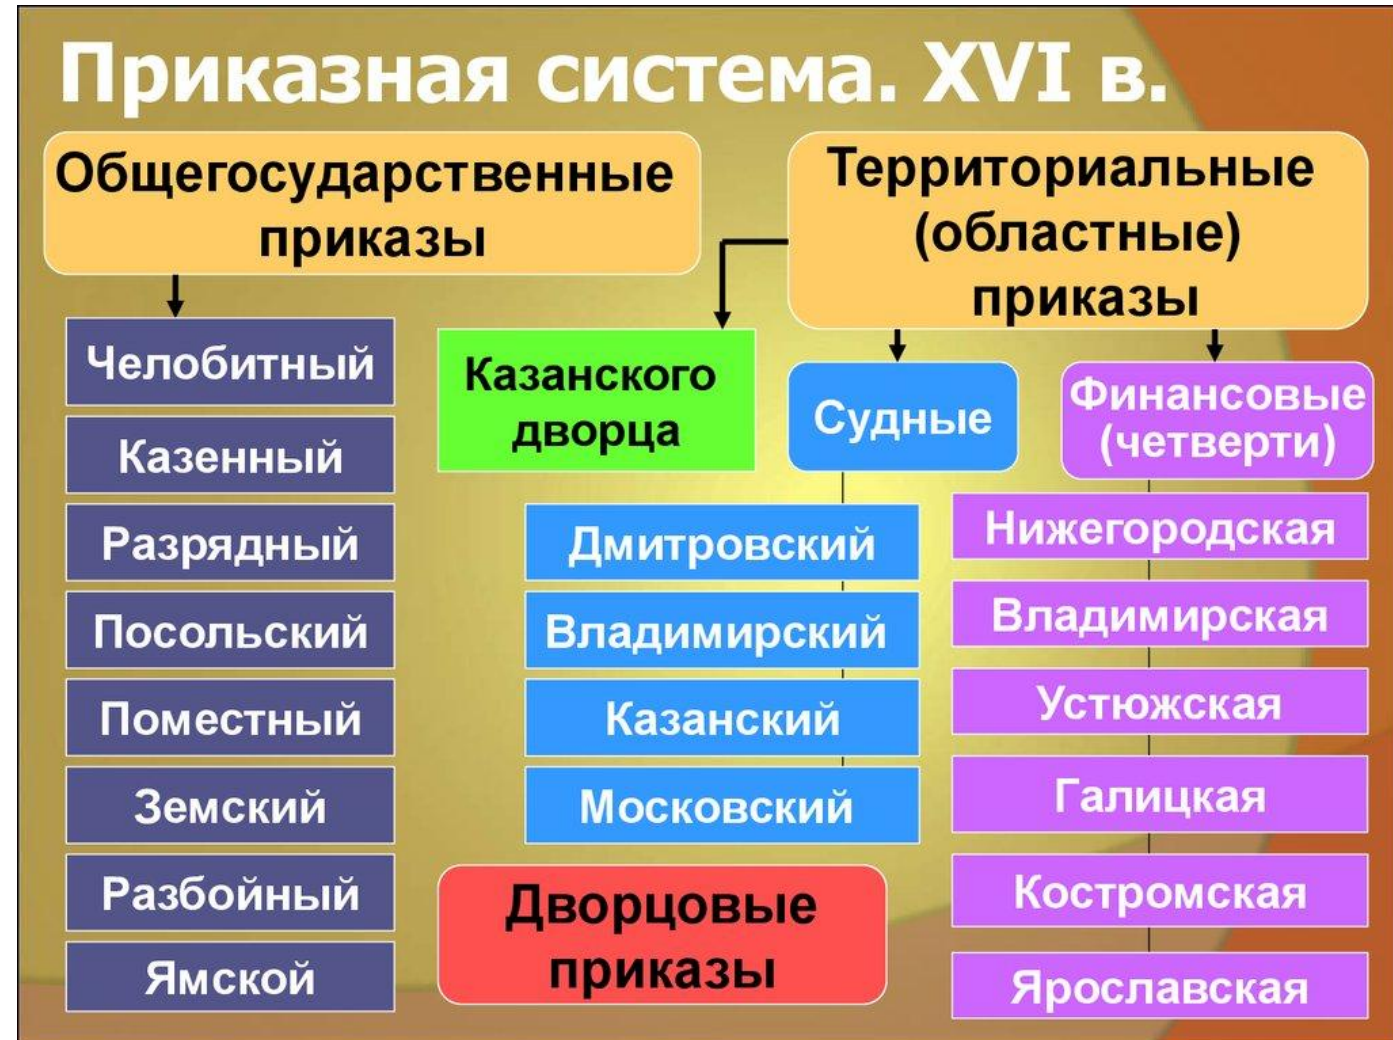 Приказная система. XVI в.
Общегосударственные
приказы
Челобитный
Казенный
Разрядный
Посольский
Поместный
Земский
Разбойный
Ямской
Территориальные
(областные)
приказы
Казанского
дворца
Судные
Дмитровский
Владимирский
Казанский
Московский
Финансовые
(четверти)
Нижегородская
Владимирская
Устюжская
Галицкая
Костромская
Ярославская
Дворцовые
приказы